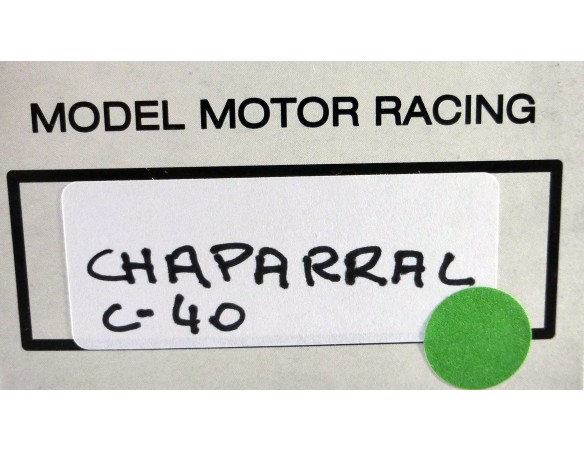 MODEL MOTOR RACING
CHAPARRAL
C-40